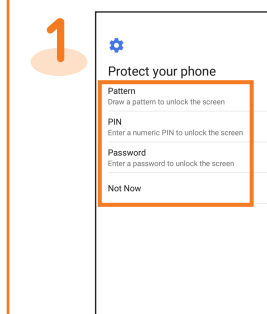 1
Protect your phone
Pattern
Draw a pattern to unlock the screen
PIN
Enter a numeric PIN to unlock the screen
Password
Enter a password to unlock the screen
Not Now